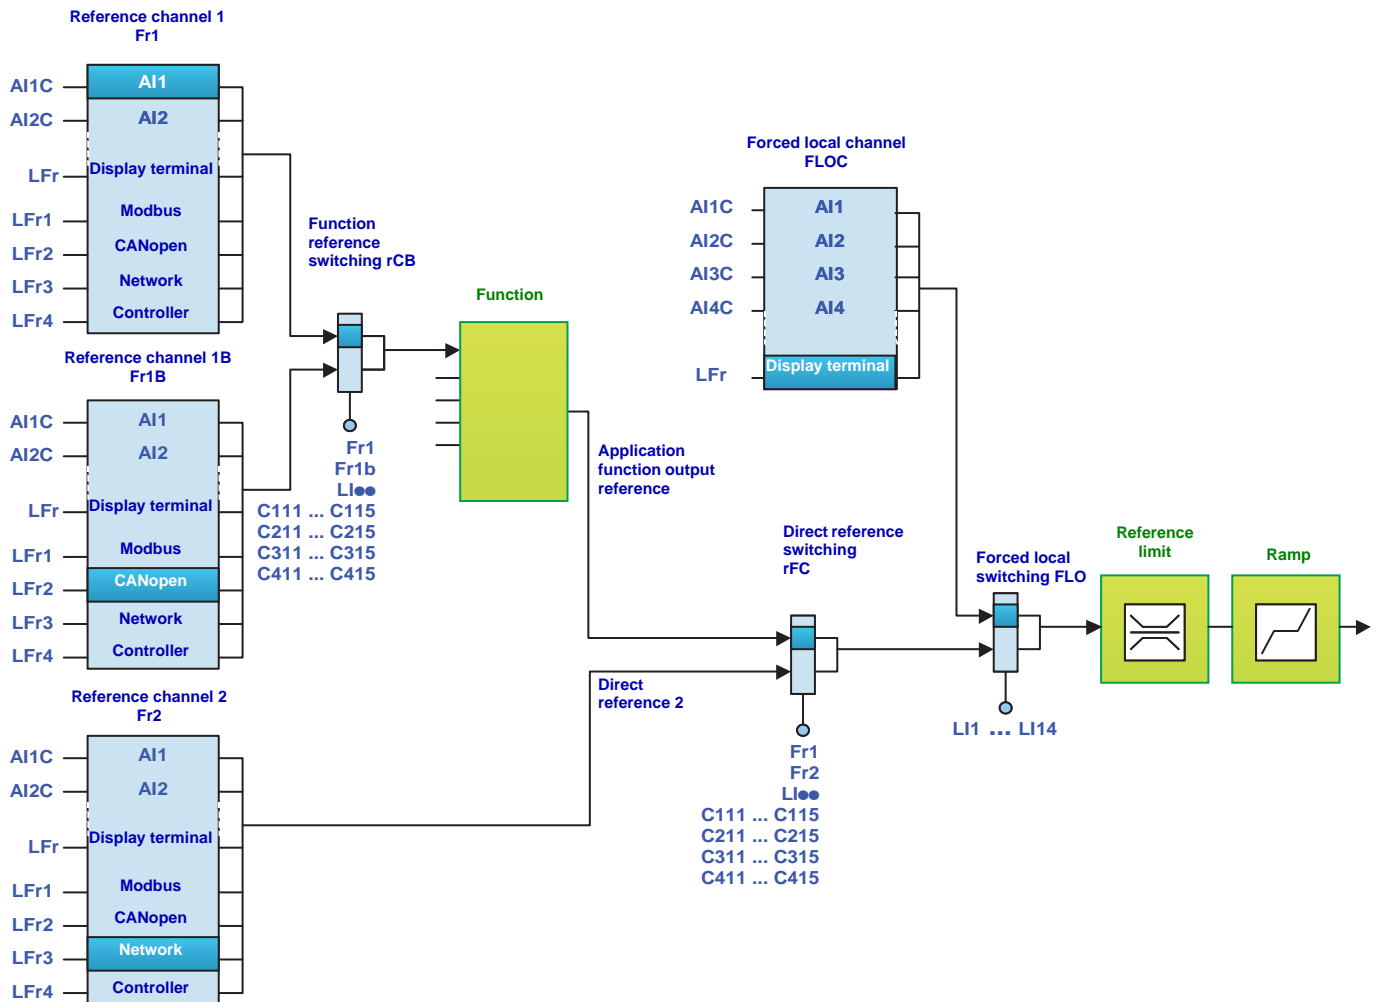 Reference channel 1
Fr1
AI1C
AI1
AI2C
AI2
LFr
Display terminal
LFr1
Modbus
LFr2
CANopen
LFr3
Network
LFr4
Controller
Reference channel 1B
Fr1B
AI1C
AI1
AI2C
AI2
LFr
Display terminal
LFr1
Modbus
LFr2
CANopen
LFr3
Network
LFr4
Controller
Reference channel 2
Fr2
AI1C
AI1
AI2C
AI2
LFr
Display terminal
LFr1
Modbus
LFr2
CANopen
LFr3
Network
LFr4
Controller
Function
reference
switching rCB
Fr1
Fr1b
LI●●
C111 ... C115
C211 ... C215
C311 ... C315
C411 ... C415
Function
Application
function output
reference
Direct
reference 2
Forced local channel
FLOC
AI1C
AI1
AI2C
AI2
AI3C
AI3
AI4C
AI4
LFr
Display terminal
Direct reference
switching
rFC
Fr1
Fr2
LI●●
C111 ... C115
C211 ... C215
C311 ... C315
C411 ... C415
Forced local
switching FLO
LI1 ... LI14
Reference
limit
Ramp